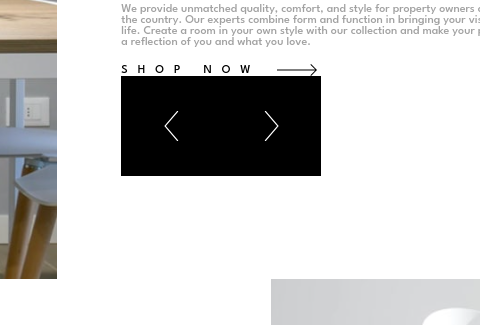 We provide unmatched quality, comfort, and style for property owners
the country. Our experts combine form and function in bringing your
life. Create a room in your own style with our collection and make your
a reflection of you and what you love.
SHOP NOW